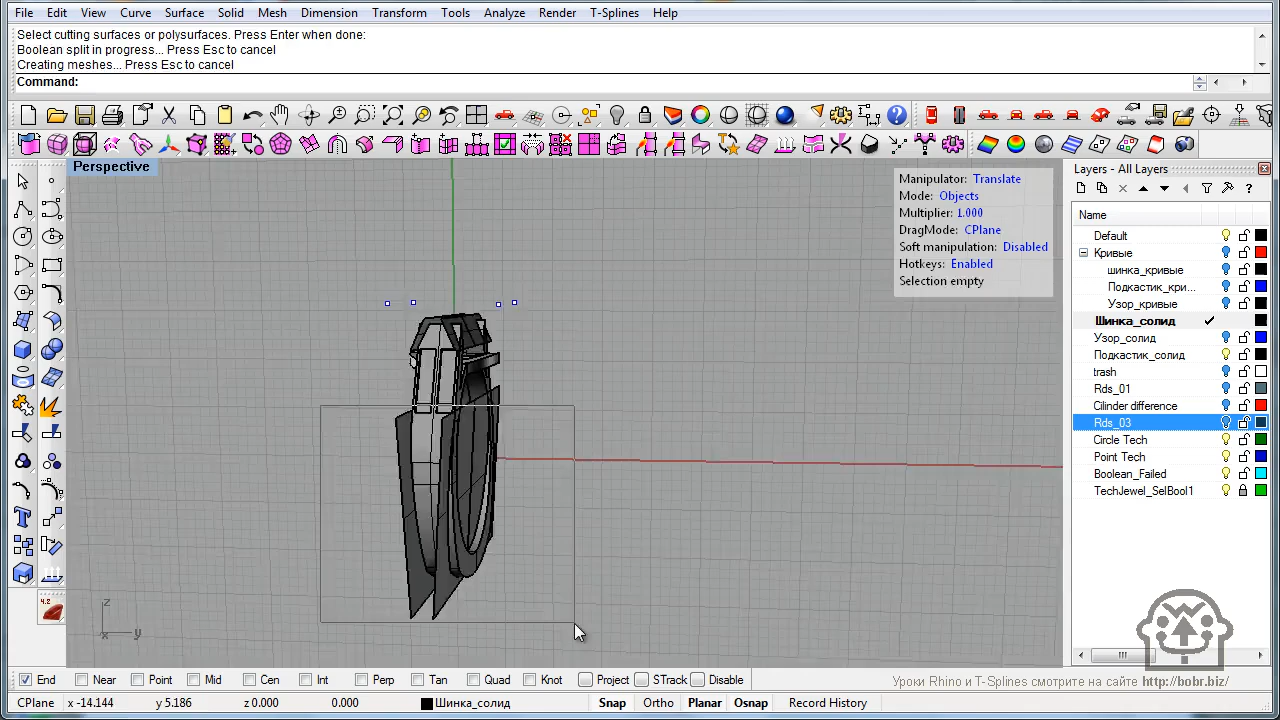 File Edit View Curve Surface Solid Mesh Dimension Transform Tools Analyze Render T-Splines Help
Select cutting surfaces or polysurfaces. Press Enter when done:
Boolean split in progress... Press Esc to cancel
Creating meshes... Press Esc to cancel
Command:
Perspective
Manipulator: Translate
Mode: Objects
Multiplier: 1.000
DragMode: CPlane
Soft manipulation: Disabled
Hotkeys: Enabled
Selection empty
Layers - All Layers
Name
Default
Кривые
шинка_кривые
Подкастик_кри...
Узор_кривые
Шинка_солид
Узор_солид
Подкастик_солид
trash
Rds_01
Cilinder difference
Rds_03
Circle Tech
Point Tech
Boolean_Failed
TechJewel_SelBool1
z
x y
4.2
Уроки Rhino и T-Splines смотрите на сайте http://bobr.biz/
End Near Point Mid Cen Int Perp Tan Quad Knot Project STrack Disable
CPlane x -14.144 y 5.186 z 0.000 0.000 Шинка_солид Snap Ortho Planar Osnap Record History